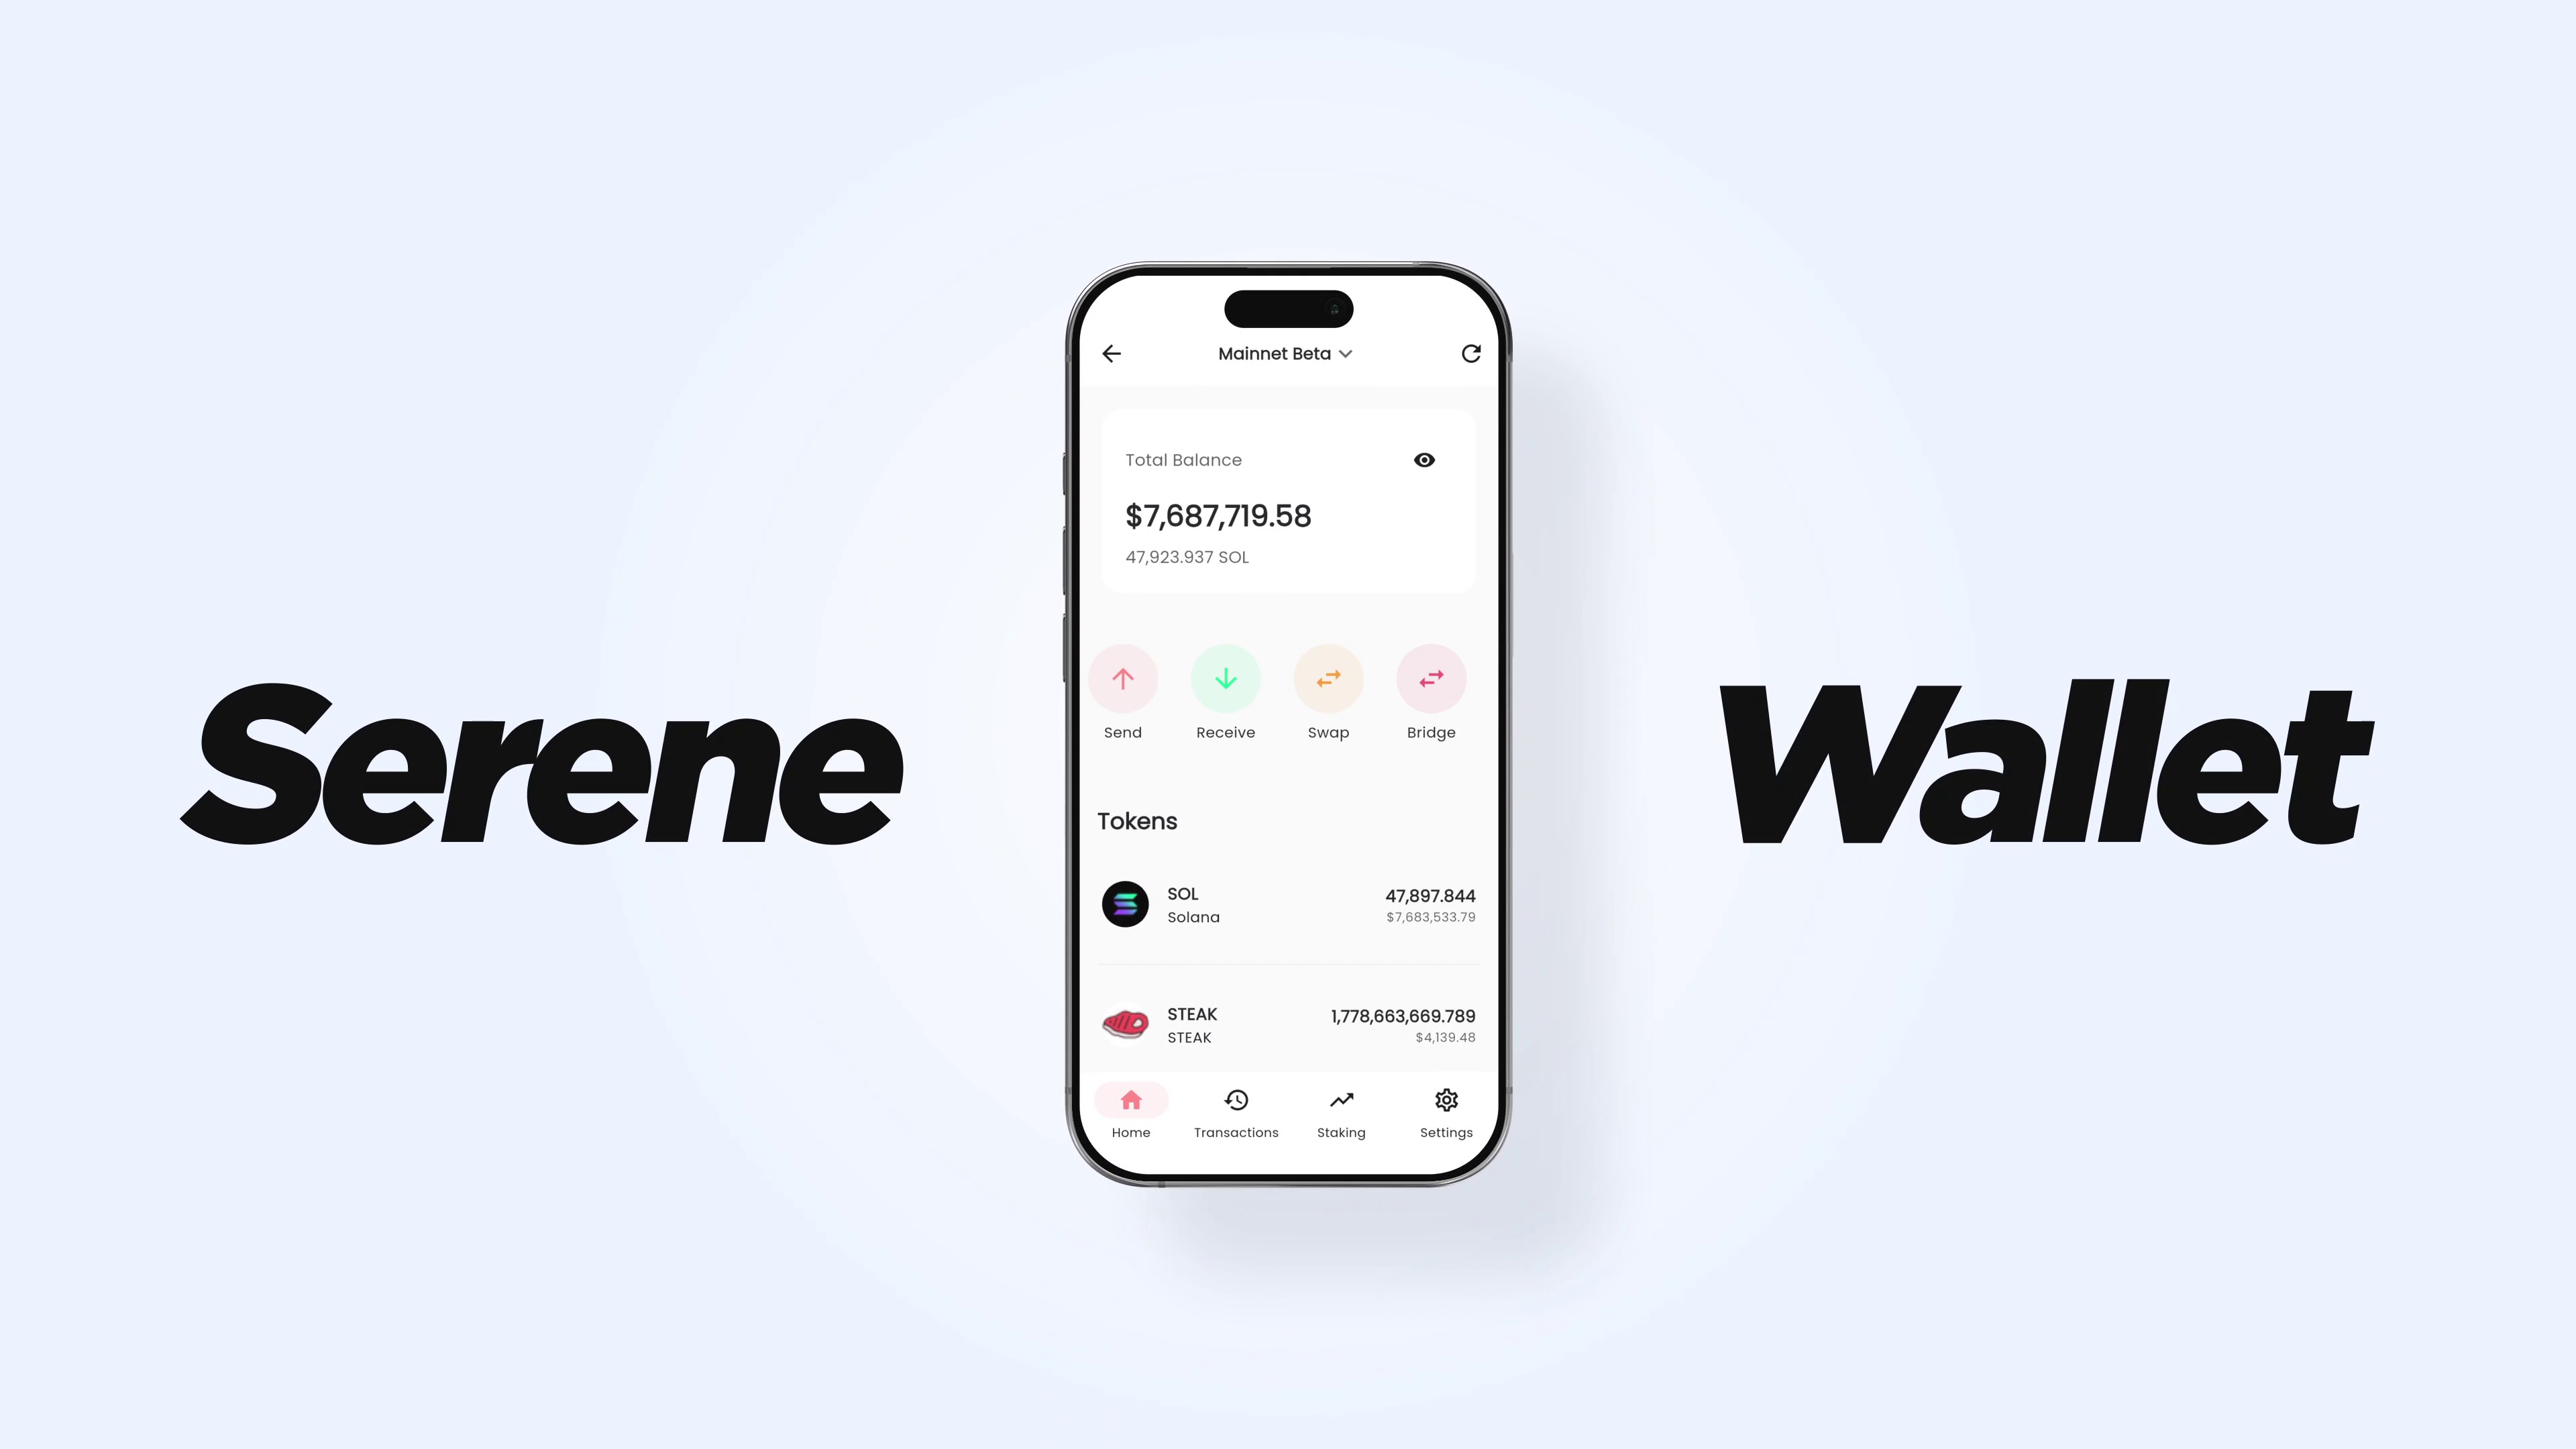 Serene
Wallet
Mainnet Beta
Total Balance
$7,687,719.58
47,923.937 SOL
Send
Receive
Swap
Bridge
Tokens
SOL
47,897.844
Solana
$7,683,533.79
STEAK
1,778,663,669.789
STEAK
$4,139.48
Home
Transactions
Staking
Settings